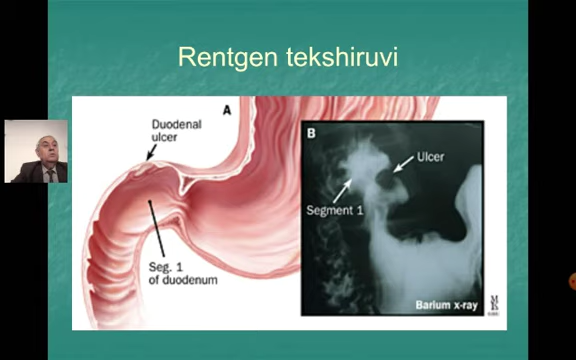 Rentgen tekshiruvi
A
Duodenal
ulcer
Seg. 1
of duodenum
B
Ulcer
Segment 1
Barium x-ray